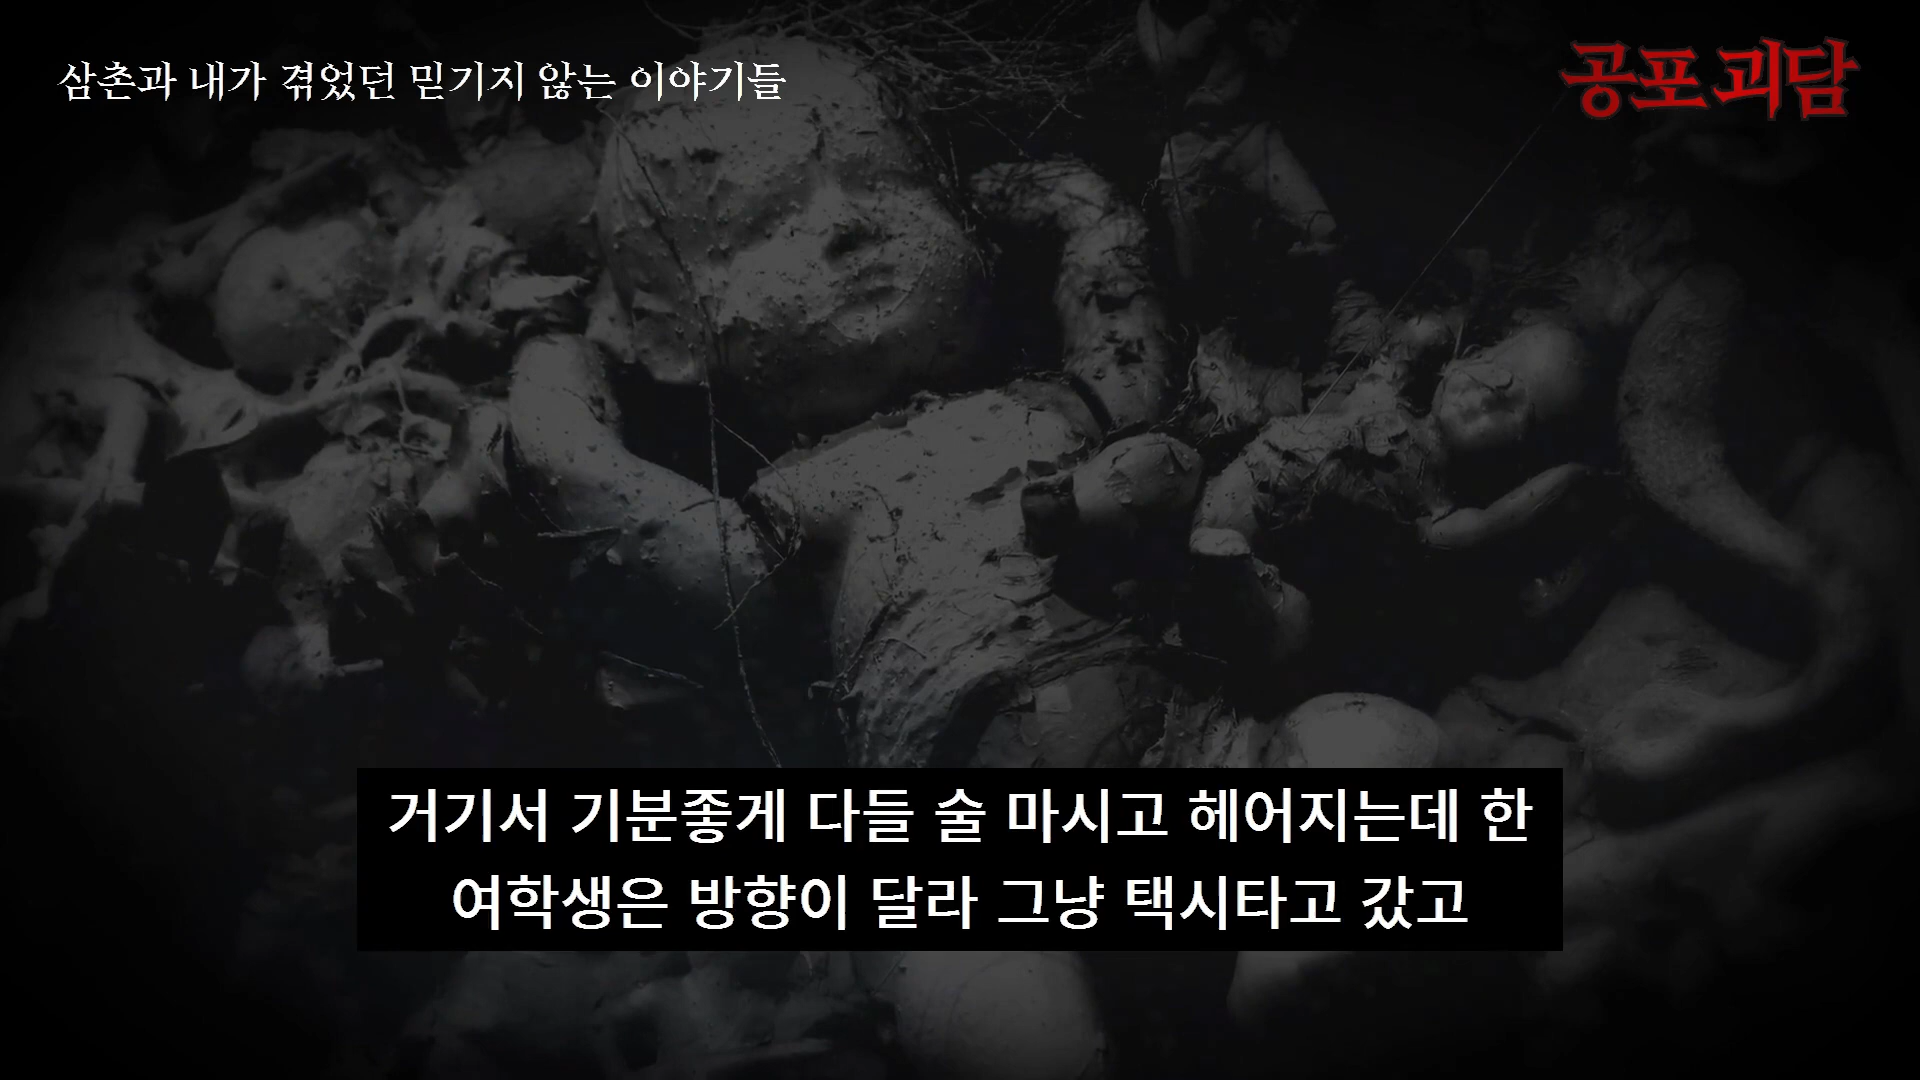 삼촌과 내가 겪었던 믿기지 않는 이야기들
공포 괴담
거기서 기분좋게 다들 술 마시고 헤어지는데 한
여학생은 방향이 달라 그냥 택시타고 갔고